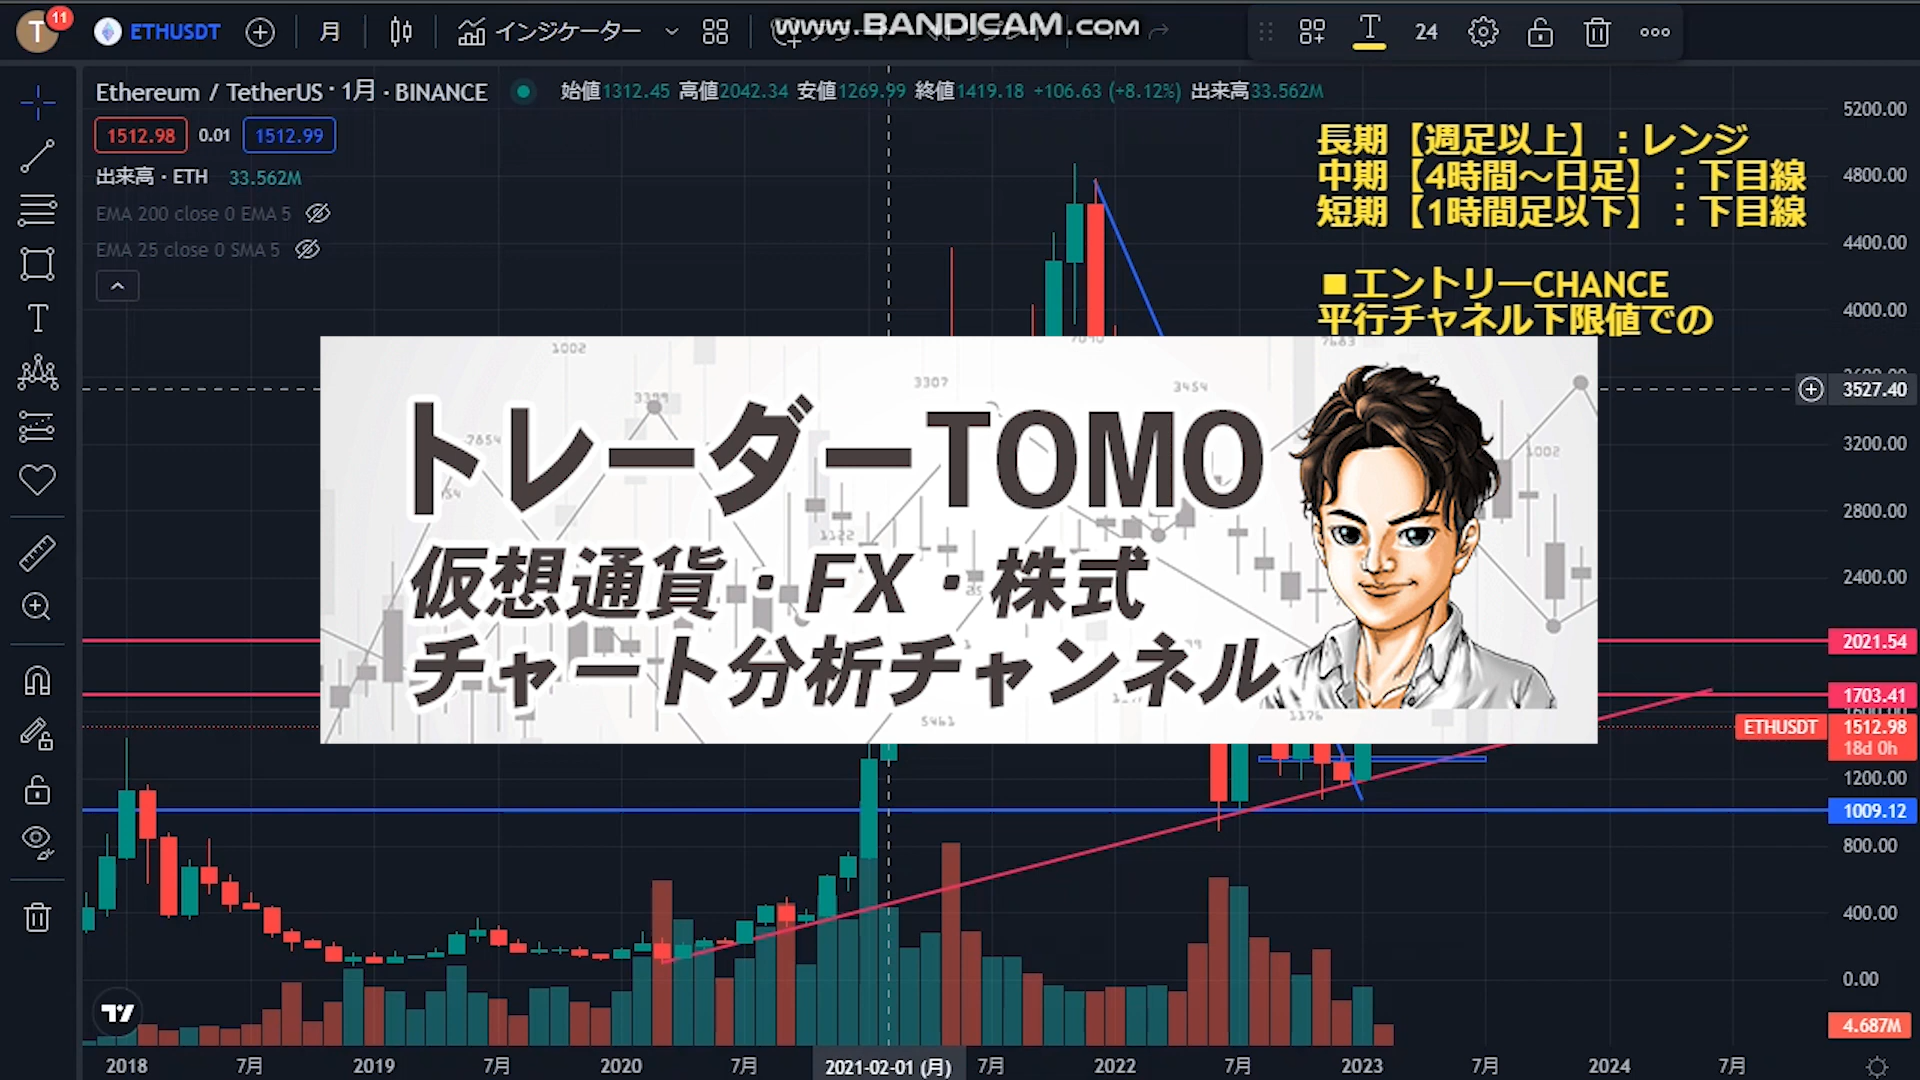 T
11
ETHUSDT
月
インジケーター
www.BANDICAM.com
24
Ethereum / TetherUS · 1月 · BINANCE
始値1312.45 高値2042.34 安値1269.99 終値1419.18 +106.63 (+8.12%) 出来高33.562M
1512.98 0.01 1512.99
出来高 · ETH 33.562M
EMA 200 close 0 EMA 5
EMA 25 close 0 SMA 5
長期【週足以上】：レンジ
中期【4時間～日足】：下目線
短期【1時間足以下】：下目線
■エントリーCHANCE
平行チャネル下限値での
トレーダーTOMO
仮想通貨・FX・株式
チャート分析チャンネル
1002
3307
3454
3399
7854
1002
1122
5461
1176
7683
5200.00
4800.00
4400.00
4000.00
3527.40
3200.00
2800.00
2400.00
2021.54
1703.41
ETHUSDT 1512.98
18d 0h
1200.00
1009.12
800.00
400.00
0.00
4.687M
2018 7月 2019 7月 2020 7月 2021-02-01 (月) 7月 2022 7月 2023 7月 2024 7月